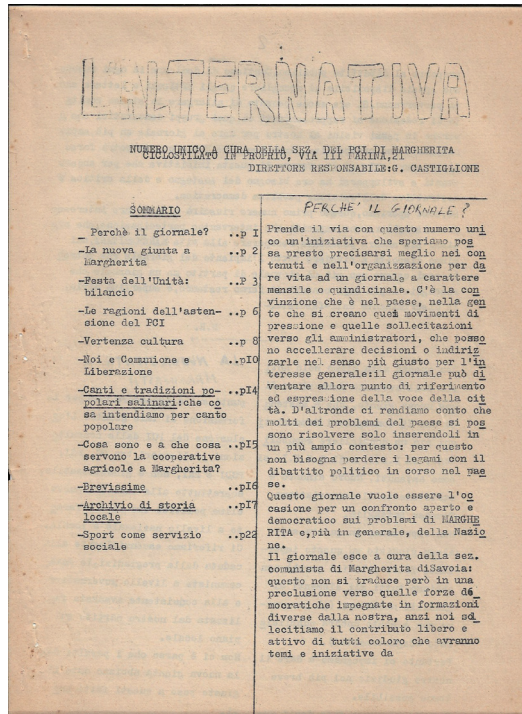 L'ALTERNATIVA
NUMERO UNICO A CURA DELLA SEZ. DEL PCI DI MARGHERITA
CICLOSTILATO IN PROPRIO, VIA III MARINA,21
DIRETTORE RESPONSABILE:G. CASTIGLIONE
SOMMARIO
_ Perchè il giornale? ..p I
-La nuova giunta a ..p 2
Margherita
-Festa dell'Unità: ..P 3
bilancio
-Le ragioni dell'asten- ..p 6
sione del PCI
-Vertenza cultura ..p 8
-Noi e Comunione e ..pIO
Liberazione
-Canti e tradizioni po- ..pI4
polari salinari:che co
sa intendiamo per canto
popolare
-Cosa sono e a che cosa ..pI5
servono la cooperative
agricole a Margherita?
-Brevissime ..pI6
-Archivio di storia ..pI7
locale
-Sport come servizio ..p22
sociale
PERCHE' IL GIORNALE ?
Prende il via con questo numero uni
co un'iniziativa che speriamo pos
sa presto precisarsi meglio nei con
tenuti e nell'organizzazione per da
re vita ad un giornale a carattere
mensile o quindicinale. C'è la con
vinzione che è nel paese, nella gen
te che si creano quei movimenti di
pressione e quelle sollecitazioni
verso gli amministratori, che posso
no accellerare decisioni o indiriz
zarle nel senso più giusto per l'in
teresse generale:il giornale può di
ventare allora punto di riferimento
ed espressione della voce della cit
tà. D'altronde ci rendiamo conto che
molti dei problemi del paese si pos
sono risolvere solo inserendoli in
un più ampio contesto: per questo
non bisogna perdere i legami con il
dibattito politico in corso nel pae
se.
Questo giornale vuole essere l'oc
casione per un confronto aperto e
democratico sui problemi di MARGHE
RITA e,più in generale, della Nazio
ne.
Il giornale esce a cura della sez.
comunista di Margherita diSavoia:
questo non si traduce però in una
preclusione verso quelle forze de
mocratiche impegnate in formazioni
diverse dalla nostra, anzi noi sol
lecitiamo il contributo libero e
attivo di tutti coloro che avranno
temi e iniziative da